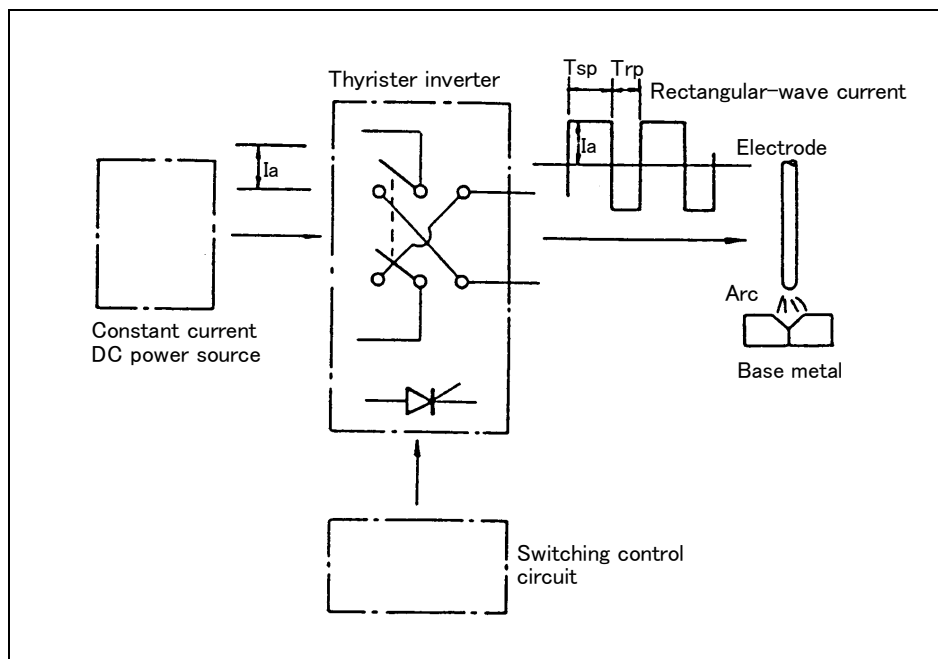 Thyrister inverter
Tsp Trp
Rectangular-wave current
Ia
Ia
Electrode
Constant current
DC power source
Arc
Base metal
Switching control
circuit